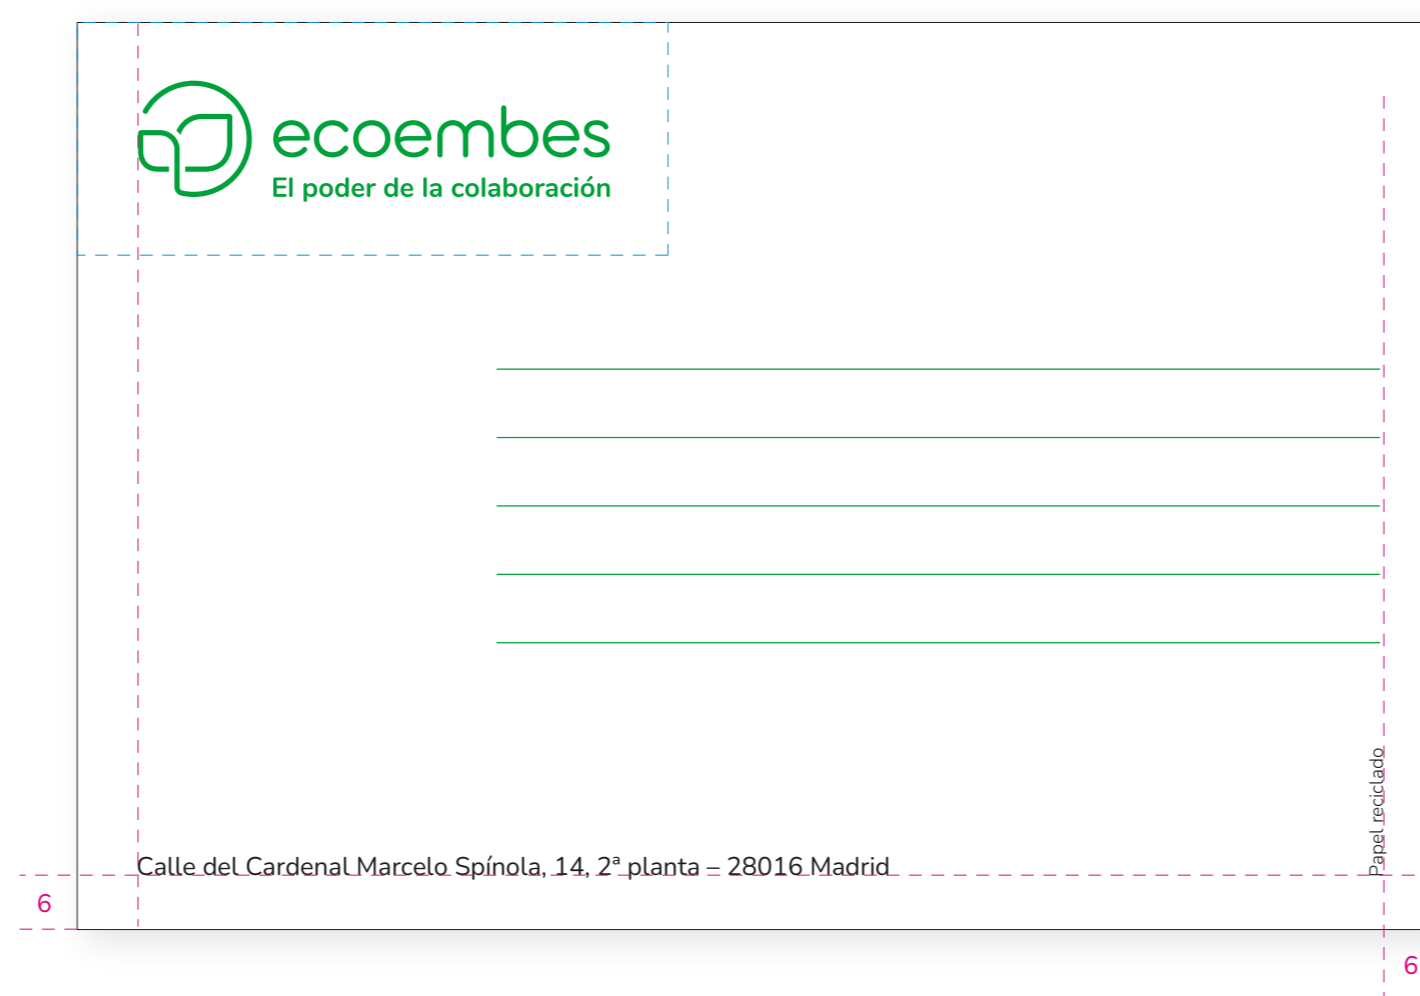 ecoembes
El poder de la colaboración
Papel reciclado
Calle del Cardenal Marcelo Spínola, 14, 2ª planta – 28016 Madrid
6
6